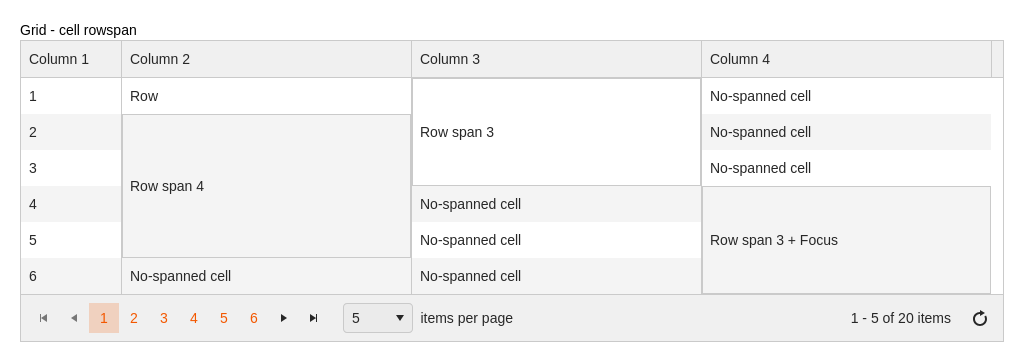 Grid - cell rowspan
Column 1 Column 2 Column 3 Column 4
1 Row No-spanned cell
2 Row span 3 No-spanned cell
3 No-spanned cell
Row span 4
4 No-spanned cell
5 No-spanned cell Row span 3 + Focus
6 No-spanned cell No-spanned cell
1 2 3 4 5 6 5 items per page 1 - 5 of 20 items